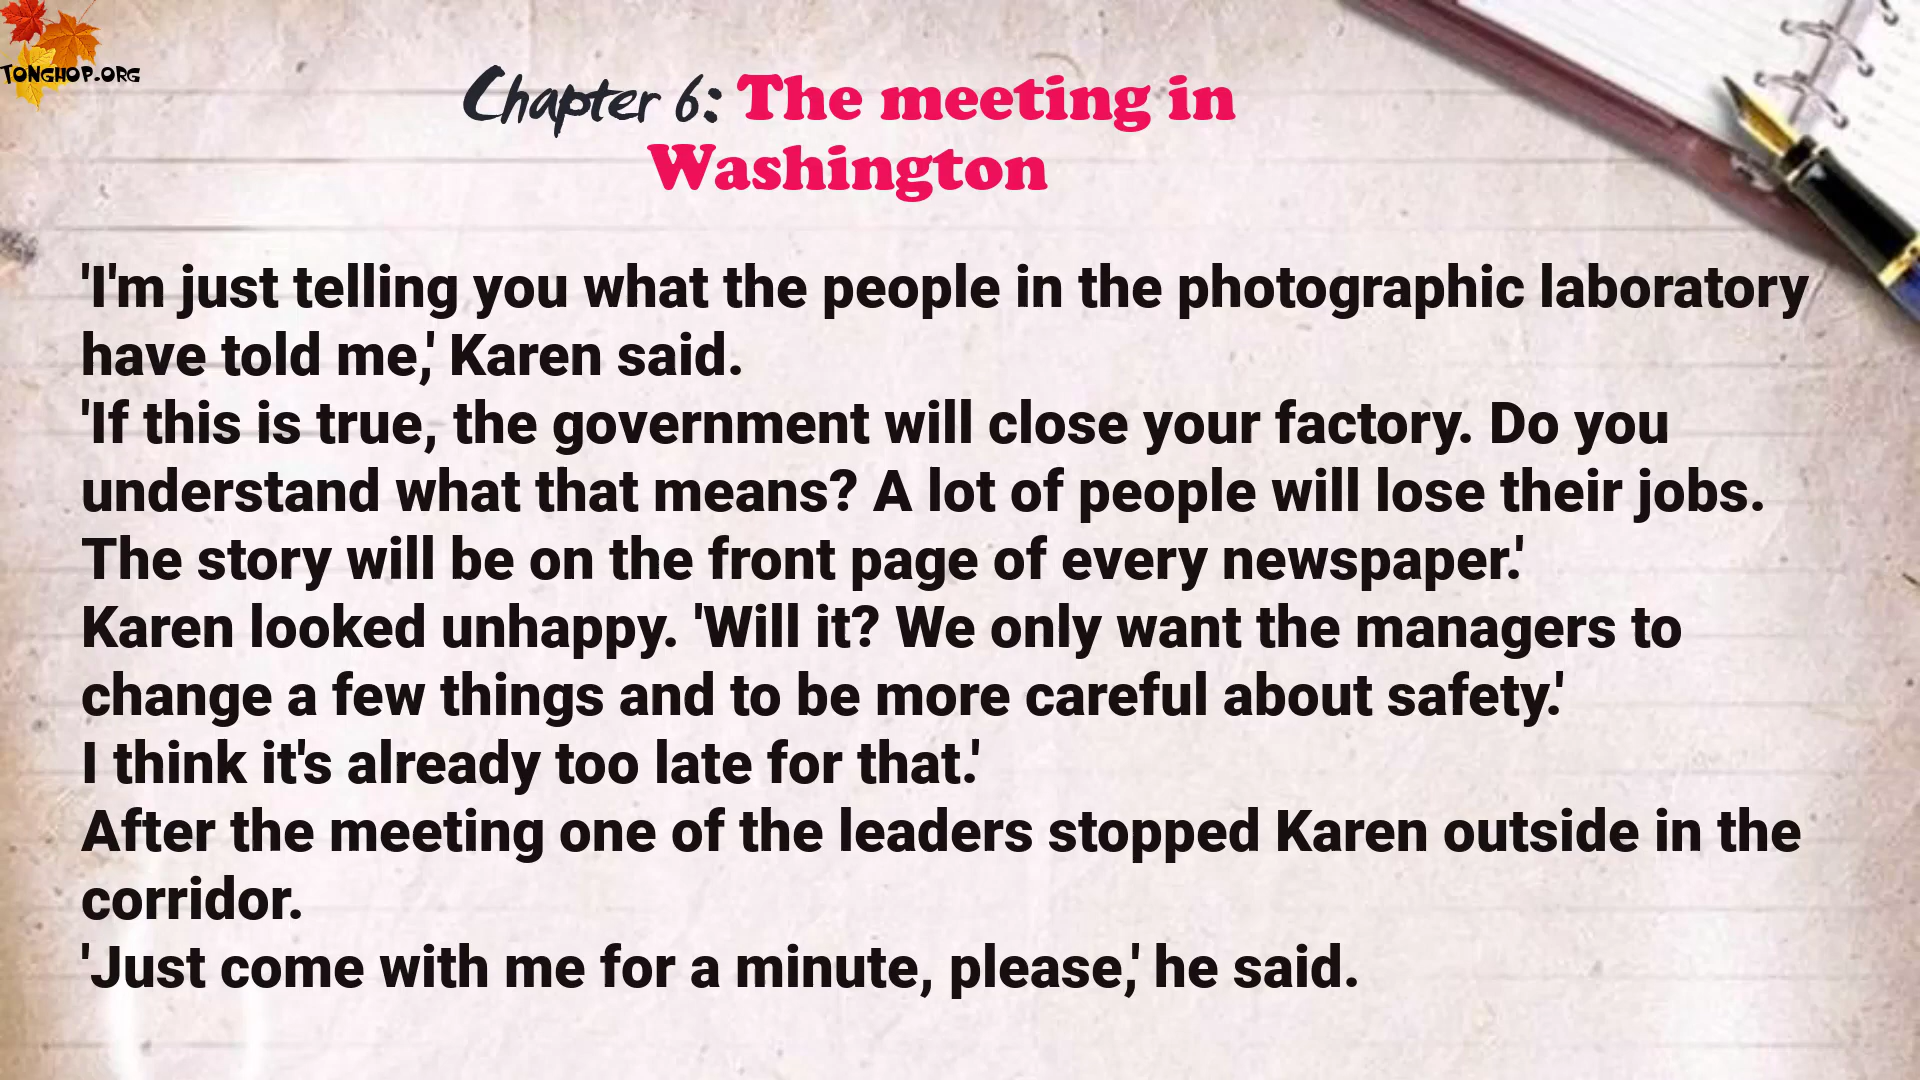 TONGHOP.ORG
Chapter 6: The meeting in
Washington
'I'm just telling you what the people in the photographic laboratory
have told me,' Karen said.
'If this is true, the government will close your factory. Do you
understand what that means? A lot of people will lose their jobs.
The story will be on the front page of every newspaper.'
Karen looked unhappy. 'Will it? We only want the managers to
change a few things and to be more careful about safety.'
I think it's already too late for that.'
After the meeting one of the leaders stopped Karen outside in the
corridor.
'Just come with me for a minute, please,' he said.